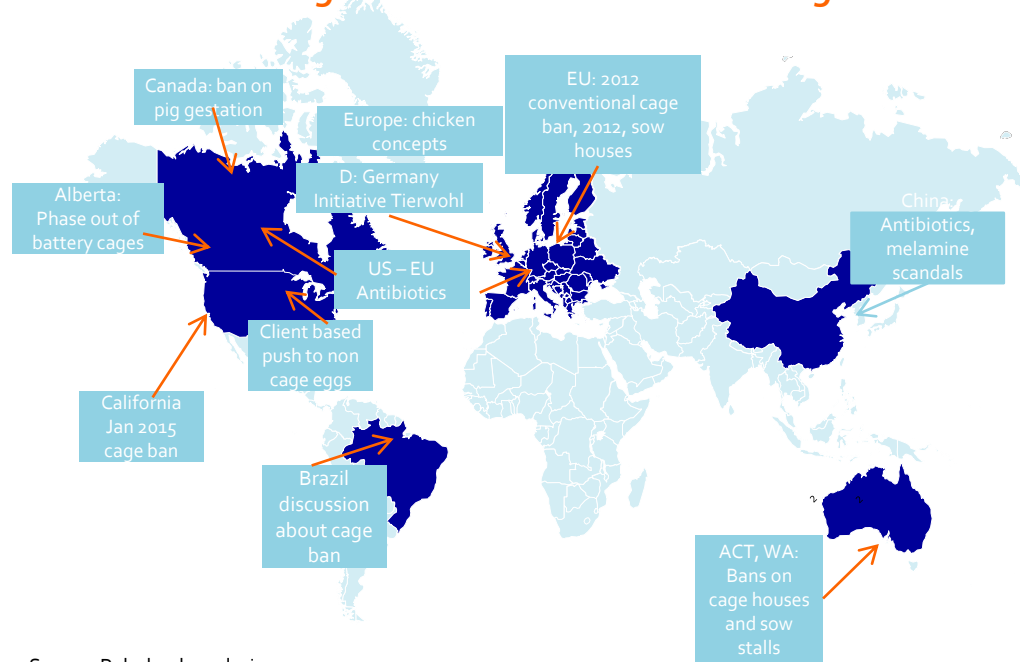 Canada: ban on
pig gestation
Europe: chicken
concepts
EU: 2012
conventional cage
ban, 2012, sow
houses
D: Germany
Initiative Tierwohl
Alberta:
Phase out of
battery cages
China:
Antibiotics,
melamine
scandals
US – EU
Antibiotics
Client based
push to non
cage eggs
California
Jan 2015
cage ban
Brazil
discussion
about cage
ban
2
2
ACT, WA:
Bans on
cage houses
and sow
stalls